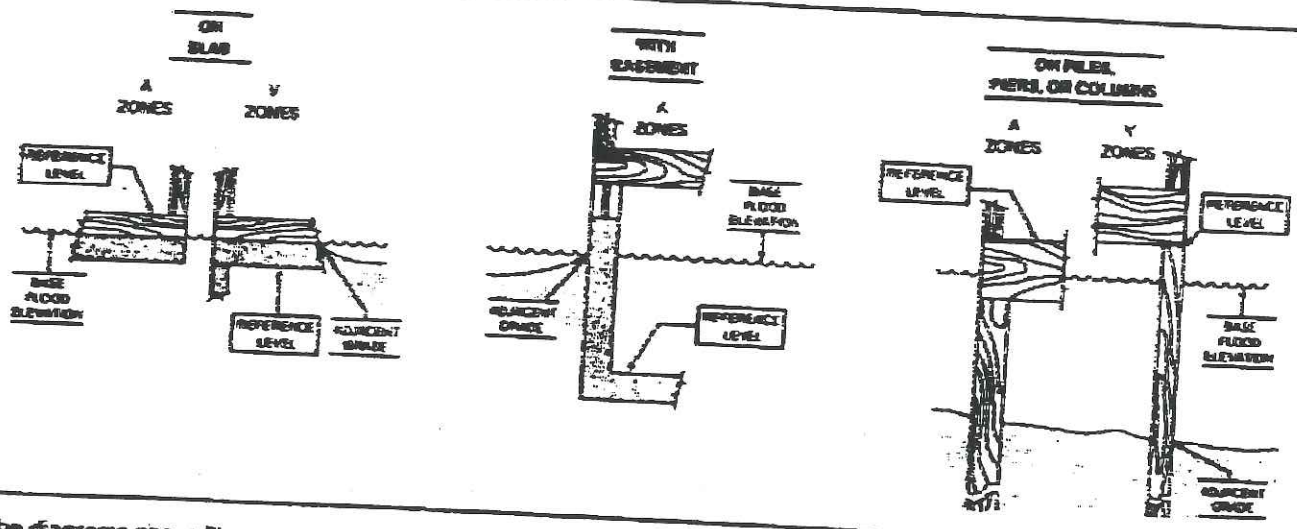 ON
SLAB
A
ZONES
V
ZONES
REFERENCE
LEVEL
BASE
FLOOD
ELEVATION
REFERENCE
LEVEL
ADJACENT
GRADE
WITH
BASEMENT
A
ZONES
BASE
FLOOD
ELEVATION
ADJACENT
GRADE
REFERENCE
LEVEL
ON PILES,
PIERS, OR COLUMNS
A
ZONES
V
ZONES
REFERENCE
LEVEL
REFERENCE
LEVEL
BASE
FLOOD
ELEVATION
ADJACENT
GRADE
diagrams